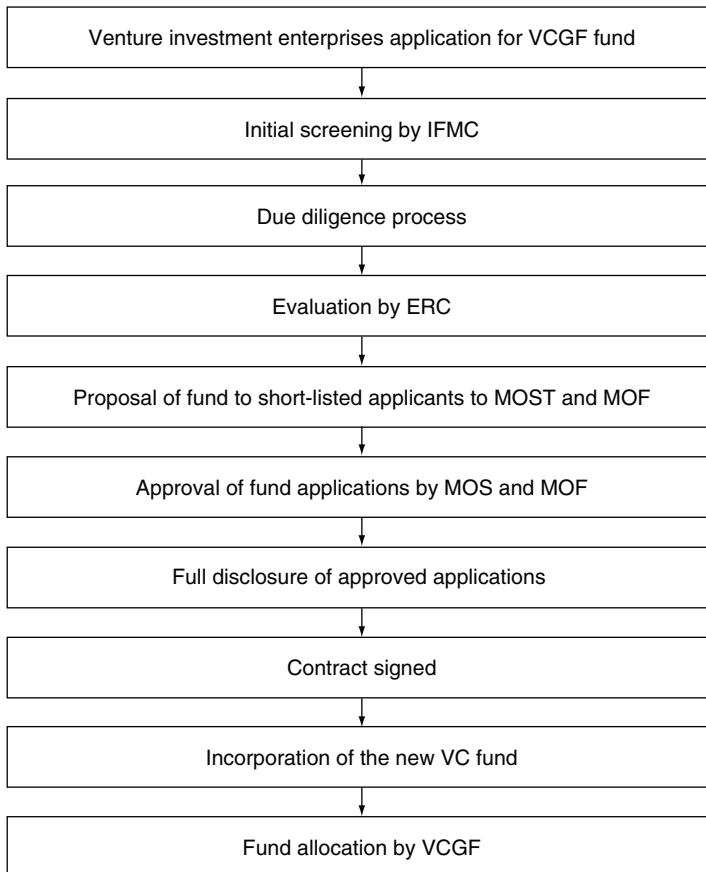 Venture investment enterprises application for VCGF fund
Initial screening by IFMC
Due diligence process
Evaluation by ERC
Proposal of fund to short-listed applicants to MOST and MOF
Approval of fund applications by MOS and MOF
Full disclosure of approved applications
Contract signed
Incorporation of the new VC fund
Fund allocation by VCGF